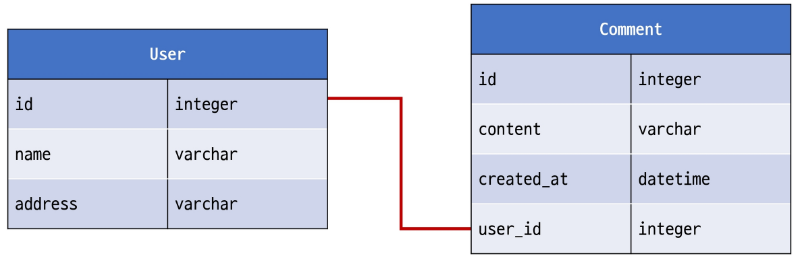 User
id integer
name varchar
address varchar
Comment
id integer
content varchar
created_at datetime
user_id integer